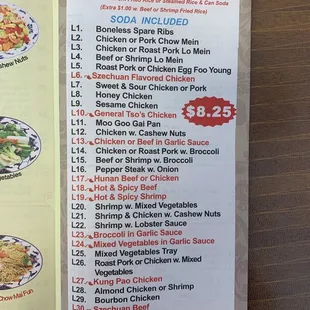 Fried Rice or Steamed Rice & Can Soda
(Extra $1.00 w. Beef or Shrimp Fried Rice)
SODA INCLUDED
L1. Boneless Spare Ribs
L2. Chicken or Pork Chow Mein
L3. Chicken or Roast Pork Lo Mein
L4. Beef or Shrimp Lo Mein
L5. Roast Pork or Chicken Egg Foo Young
L6. Szechuan Flavored Chicken
L7. Sweet & Sour Chicken or Pork
L8. Honey Chicken
L9. Sesame Chicken
L10. General Tso's Chicken
$8.25
L11. Moo Goo Gai Pan
L12. Chicken w. Cashew Nuts
L13. Chicken or Beef in Garlic Sauce
L14. Chicken or Roast Pork w. Broccoli
L15. Beef or Shrimp w. Broccoli
L16. Pepper Steak w. Onion
L17. Hunan Beef or Chicken
L18. Hot & Spicy Beef
L19. Hot & Spicy Shrimp
L20. Shrimp w. Mixed Vegetables
L21. Shrimp & Chicken w. Cashew Nuts
L22. Shrimp w. Lobster Sauce
L23. Broccoli in Garlic Sauce
L24. Mixed Vegetables in Garlic Sauce
L25. Mixed Vegetables Tray
L26. Roast Pork or Chicken w. Mixed
Vegetables
L27. Kung Pao Chicken
L28. Almond Chicken or Shrimp
L29. Bourbon Chicken
L30. Szechuan Beef
shew Nuts
getables
Chow Mai Fun